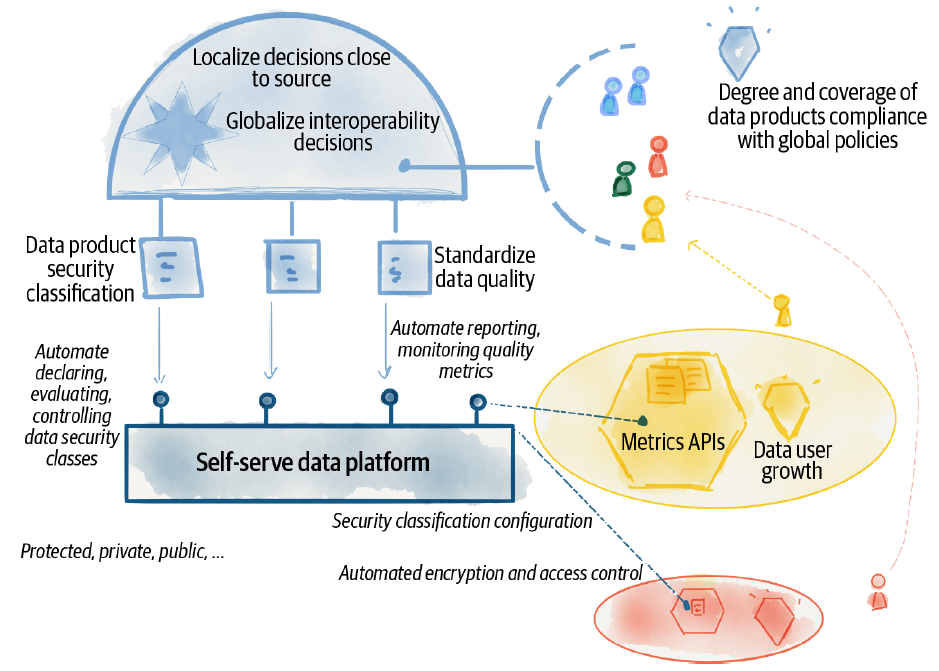 Localize decisions close
to source
Globalize interoperability
decisions
Degree and coverage of
data products compliance
with global policies
Data product
security
classification
Standardize
data quality
Automate reporting,
monitoring quality
metrics
Automate
declaring,
evaluating,
controlling
data security
classes
Self-serve data platform
Metrics APIs
Data user
growth
Security classification configuration
Protected, private, public, ...
Automated encryption and access control